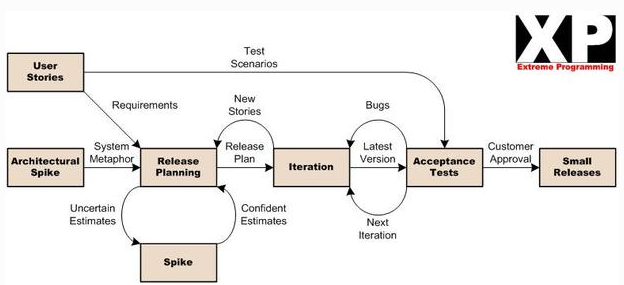 XP
Extreme Programming
User
Stories
Test
Scenarios
Requirements
New
Stories
Bugs
Architectural
Spike
System
Metaphor
Release
Planning
Release
Plan
Iteration
Latest
Version
Acceptance
Tests
Customer
Approval
Small
Releases
Uncertain
Estimates
Confident
Estimates
Next
Iteration
Spike